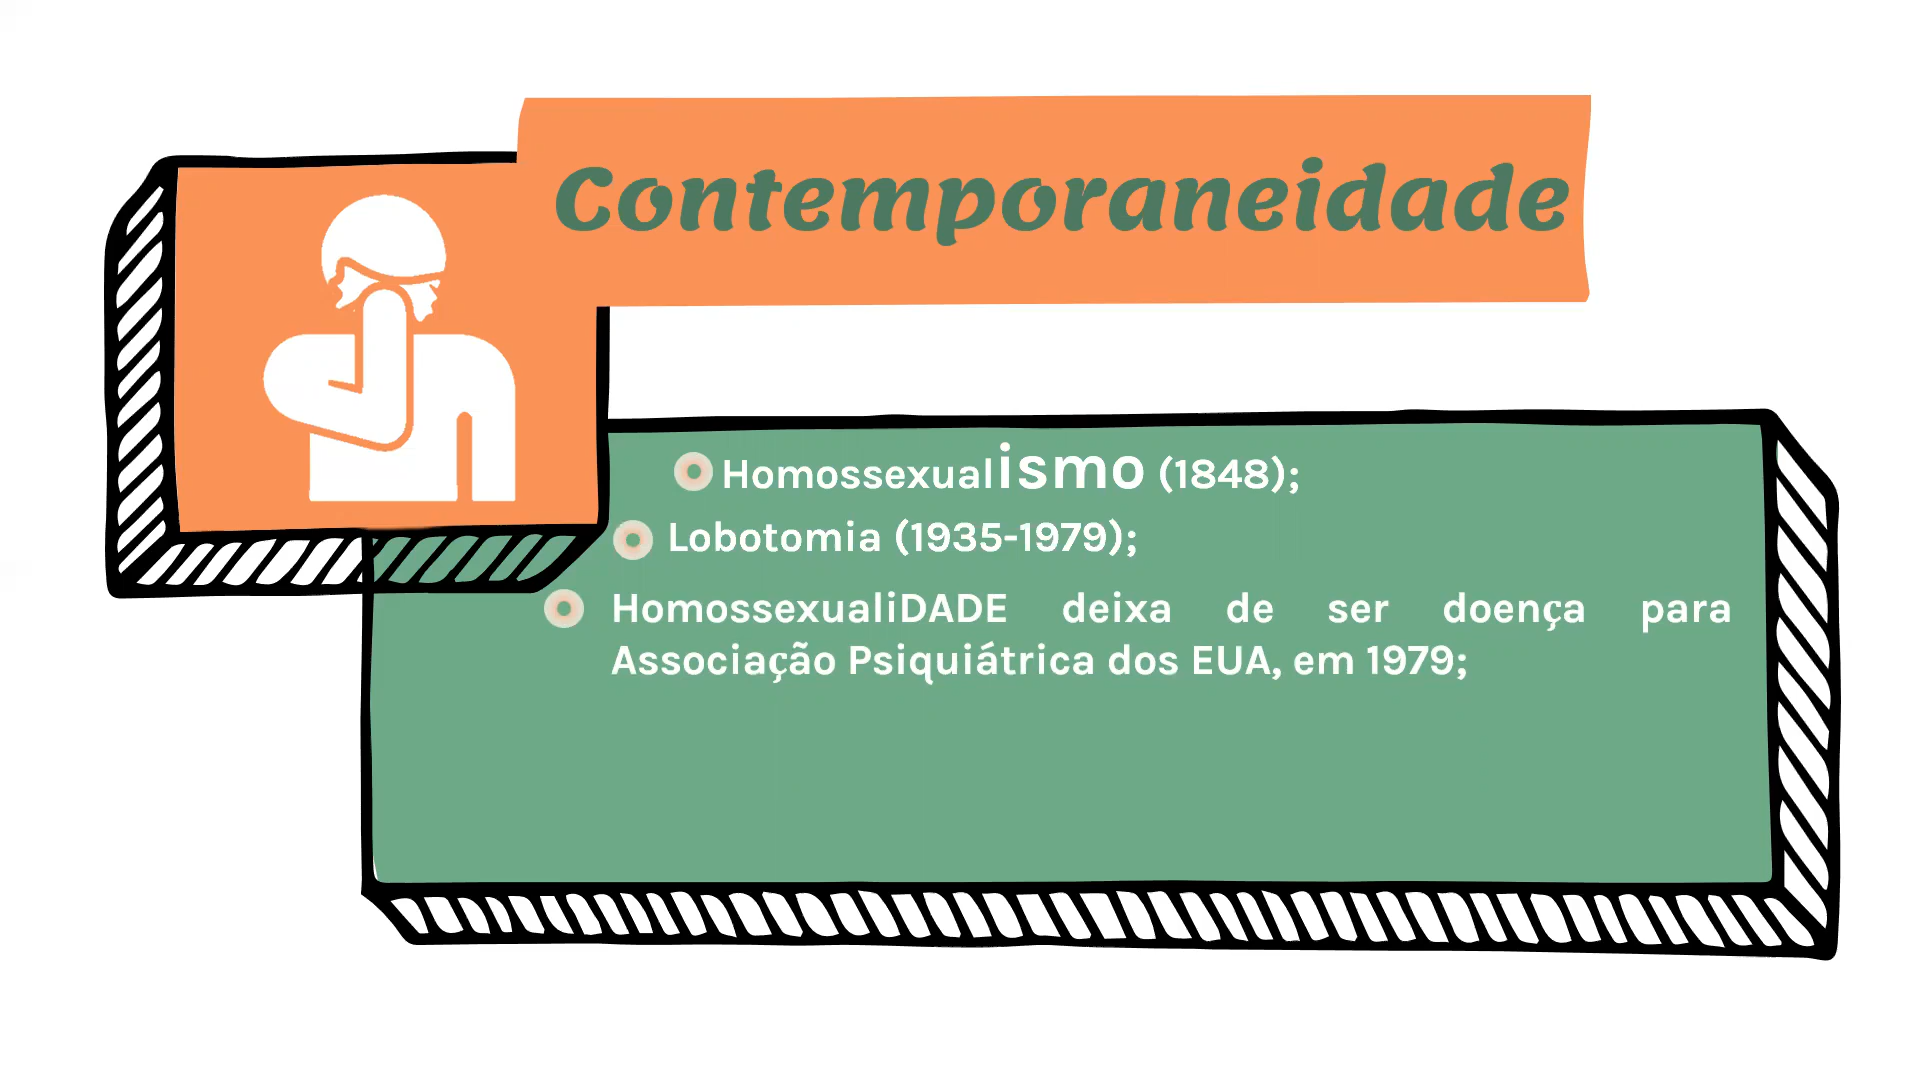 Contemporaneidade
Homossexualismo (1848);
Lobotomia (1935-1979);
HomossexualiDADE deixa de ser doença para
Associação Psiquiátrica dos EUA, em 1979;